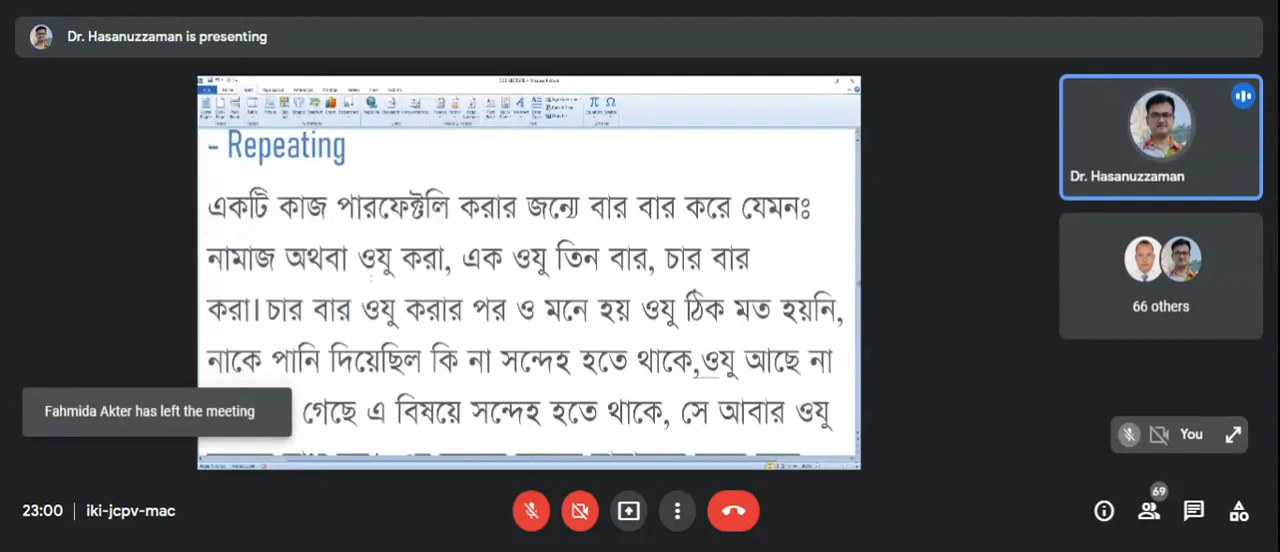 Dr. Hasanuzzaman is presenting
- Repeating
একটি কাজ পারফেক্টলি করার জন্যে বার বার করে যেমনঃ
নামাজ অথবা ওযু করা, এক ওযু তিন বার, চার বার
করা। চার বার ওযু করার পর ও মনে হয় ওযু ঠিক মত হয়নি,
নাকে পানি দিয়েছিল কি না সন্দেহ হতে থাকে,ওযু আছে না
গেছে এ বিষয়ে সন্দেহ হতে থাকে, সে আবার ওযু
Fahmida Akter has left the meeting
Dr. Hasanuzzaman
66 others
You
23:00 | iki-jcpv-mac
69